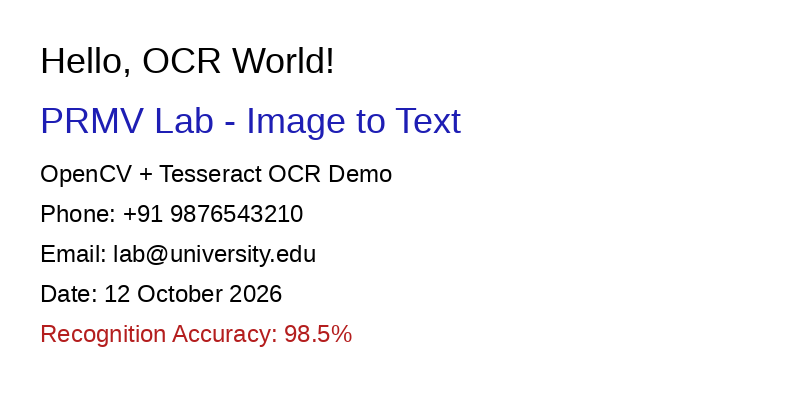 Hello, OCR World!
PRMV Lab - Image to Text
OpenCV + Tesseract OCR Demo
Phone: +91 9876543210
Email: lab@university.edu
Date: 12 October 2026
Recognition Accuracy: 98.5%